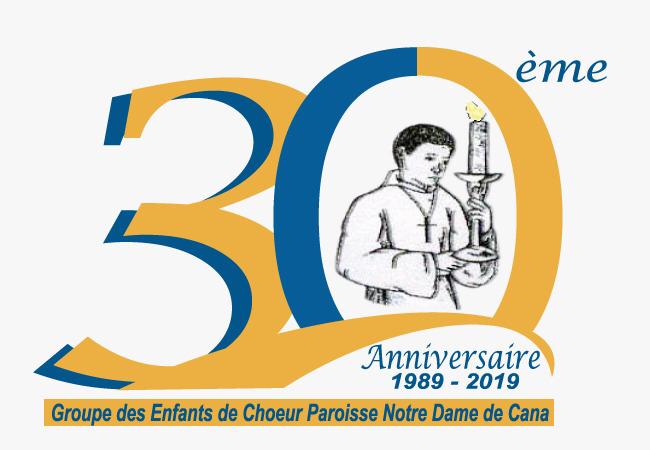 30ème
Anniversaire
1989 - 2019
Groupe des Enfants de Choeur Paroisse Notre Dame de Cana